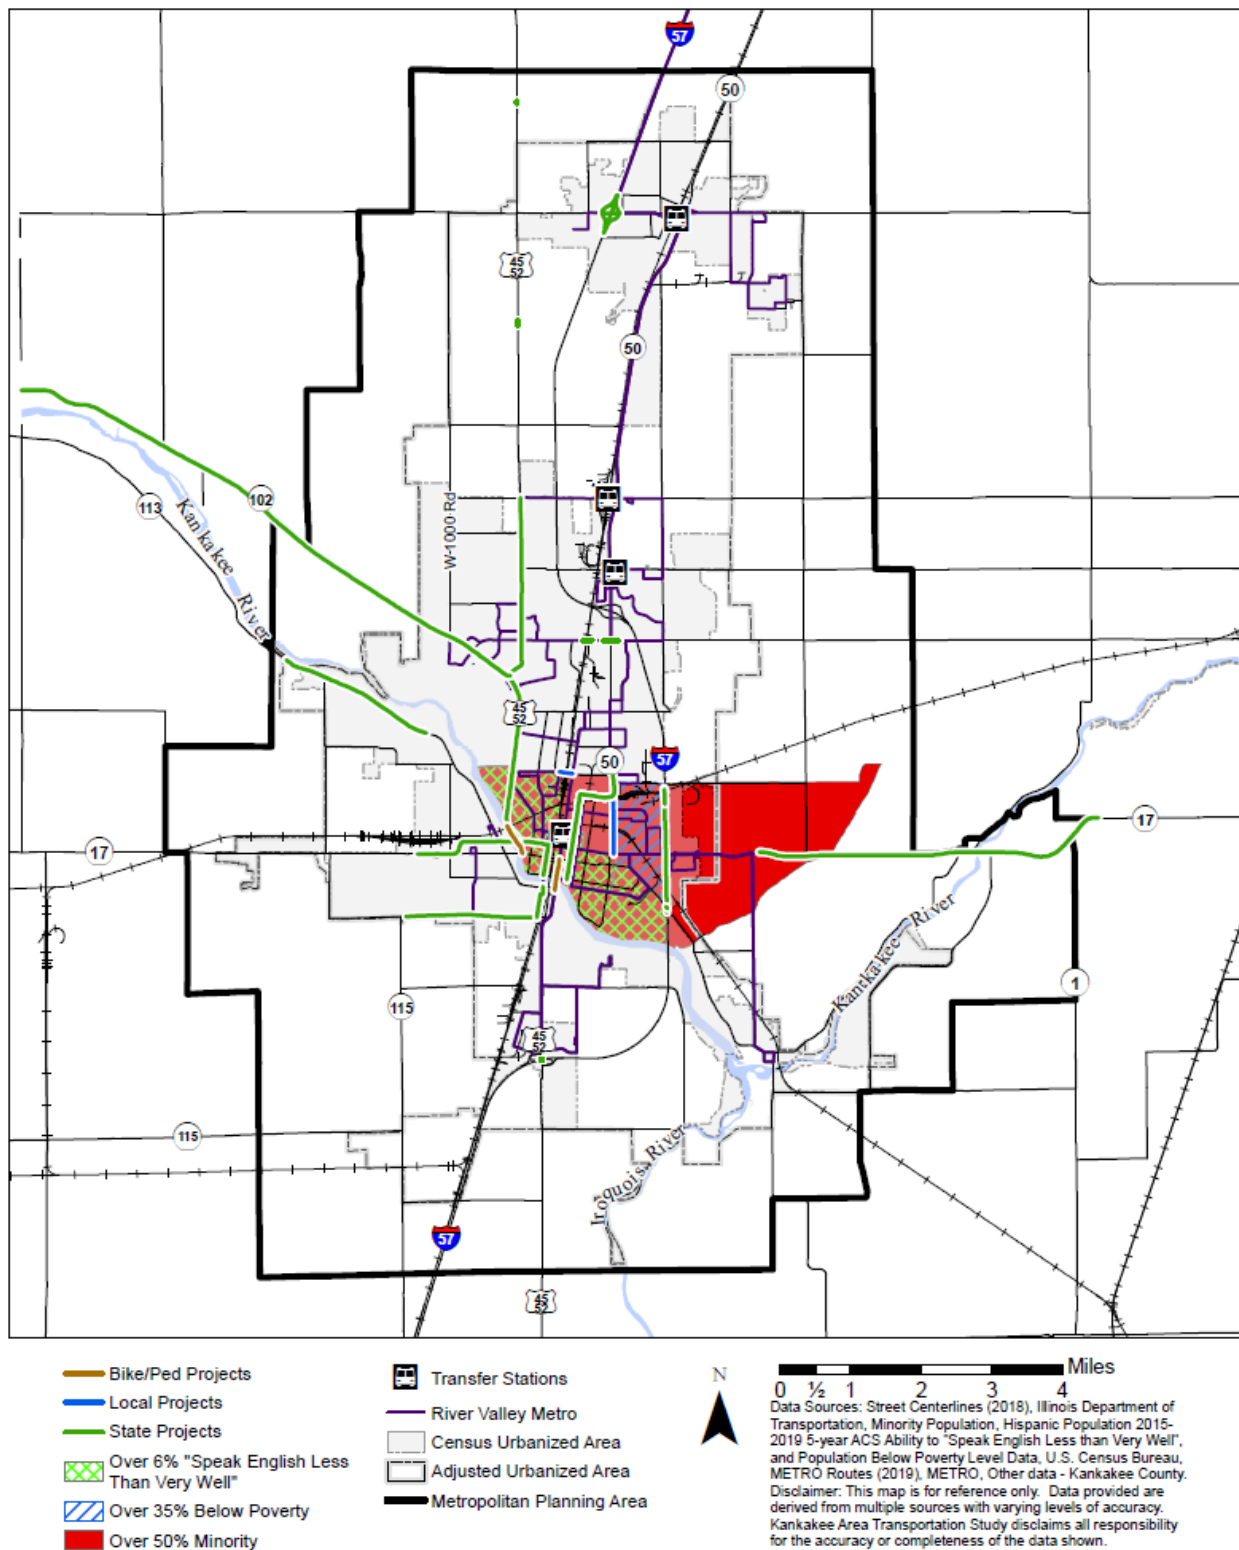 57
50
45
52
50
102
113
Kankakee
River
W 1000 Rd
45
52
50
57
17
17
Kankakee River
115
1
45
52
115
Iroquois River
57
45
52
Bike/Ped Projects
Local Projects
State Projects
Over 6% "Speak English Less
Than Very Well"
Over 35% Below Poverty
Over 50% Minority
Transfer Stations
River Valley Metro
Census Urbanized Area
Adjusted Urbanized Area
Metropolitan Planning Area
N
Miles
0 ½ 1 2 3 4
Data Sources: Street Centerlines (2018), Illinois Department of
Transportation, Minority Population, Hispanic Population 2015-
2019 5-year ACS Ability to "Speak English Less than Very Well",
and Population Below Poverty Level Data, U.S. Census Bureau,
METRO Routes (2019), METRO, Other data - Kankakee County.
Disclaimer: This map is for reference only. Data provided are
derived from multiple sources with varying levels of accuracy.
Kankakee Area Transportation Study disclaims all responsibility
for the accuracy or completeness of the data shown.